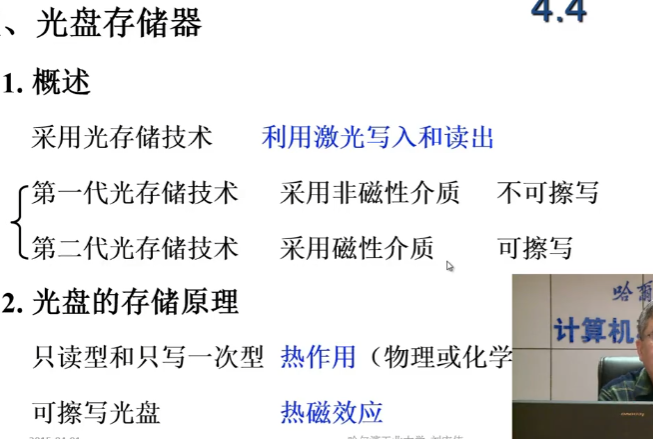 、光盘存储器
4.4
1. 概述
采用光存储技术 利用激光写入和读出
第一代光存储技术 采用非磁性介质 不可擦写
第二代光存储技术 采用磁性介质 可擦写
2. 光盘的存储原理
只读型和只写一次型 热作用（物理或化学
可擦写光盘 热磁效应
计算机